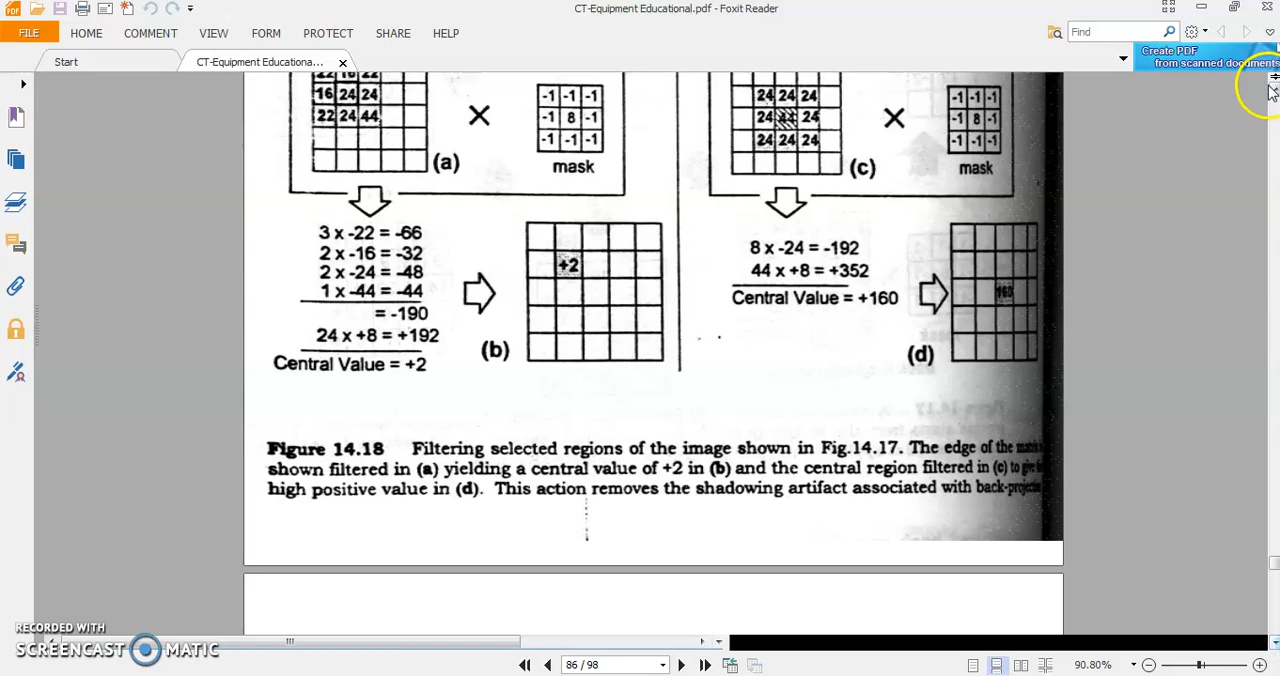 CT-Equipment Educational.pdf - Foxit Reader
FILE HOME COMMENT VIEW FORM PROTECT SHARE HELP
Find
Start
CT-Equipment Educationa...
Create PDF
from scanned documents
22 16 22
16 24 24
22 24 44
(a)
×
-1 -1 -1
-1 8 -1
-1 -1 -1
mask
3 x -22 = -66
2 x -16 = -32
2 x -24 = -48
1 x -44 = -44
= -190
24 x +8 = +192
Central Value = +2
+2
(b)
24 24 24
24 44 24
24 24 24
(c)
×
-1 -1 -1
-1 8 -1
-1 -1 -1
mask
8 x -24 = -192
44 x +8 = +352
Central Value = +160
160
(d)
Figure 14.18 Filtering selected regions of the image shown in Fig.14.17. The edge of the
shown filtered in (a) yielding a central value of +2 in (b) and the central region filtered in (c) to
high positive value in (d). This action removes the shadowing artifact associated with
RECORDED WITH
SCREENCAST MATIC
86 / 98
90.80%